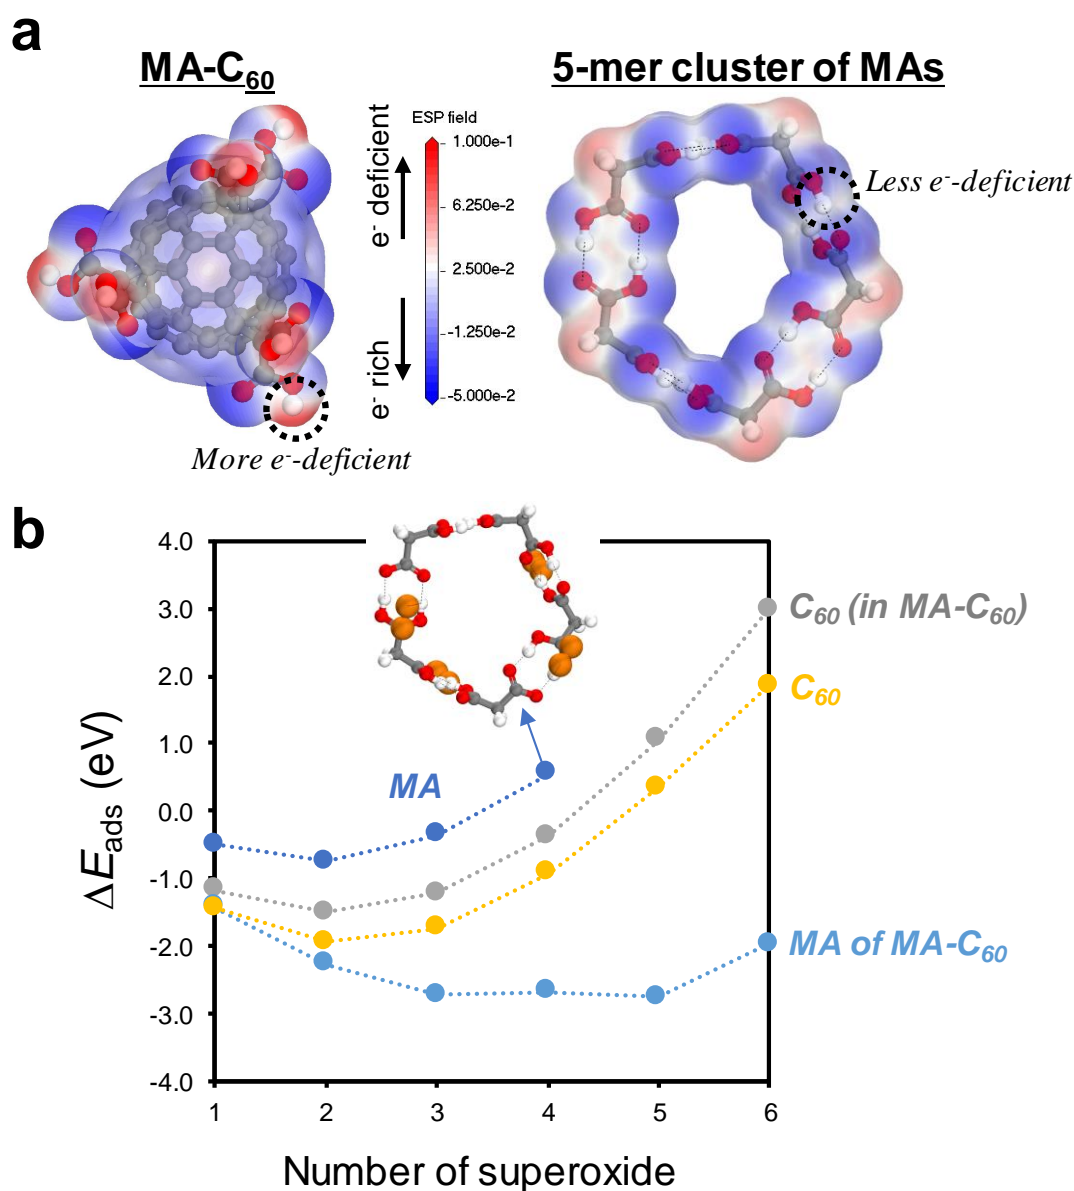 a
MA-C60
5-mer cluster of MAs
ESP field
1.000e-1
6.250e-2
2.500e-2
-1.250e-2
-5.000e-2
e- deficient
e- rich
More e--deficient
Less e--deficient
b
4.0
3.0
2.0
1.0
0.0
-1.0
-2.0
-3.0
-4.0
ΔEads (eV)
MA
C60 (in MA-C60)
C60
MA of MA-C60
1 2 3 4 5 6
Number of superoxide